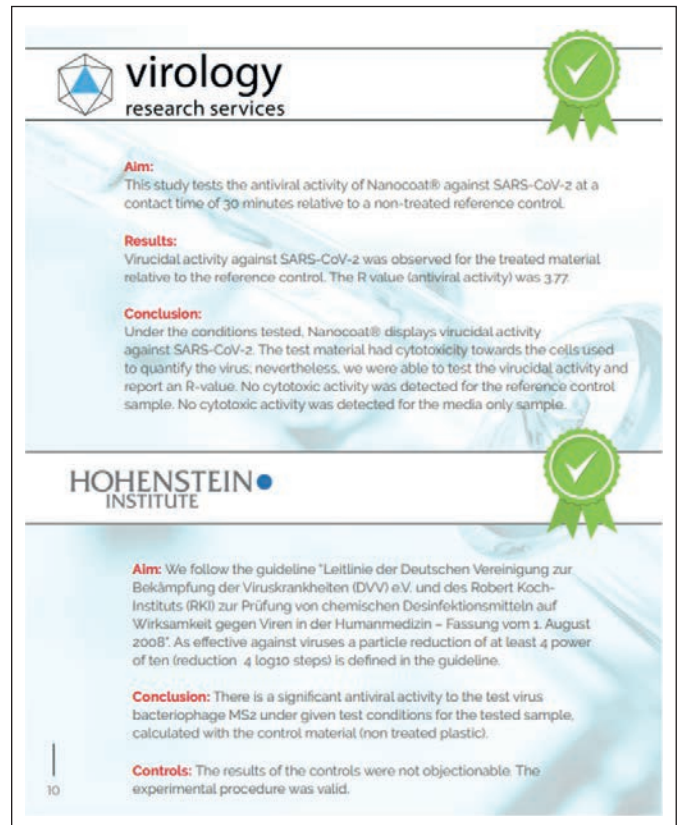 virology
research services
Aim:
This study tests the antiviral activity of Nanocoat® against SARS-CoV-2 at a
contact time of 30 minutes relative to a non-treated reference control.
Results:
Virucidal activity against SARS-CoV-2 was observed for the treated material
relative to the reference control. The R value (antiviral activity) was 3.77.
Conclusion:
Under the conditions tested, Nanocoat® displays virucidal activity
against SARS-CoV-2. The test material had cytotoxicity towards the cells used
to quantify the virus, nevertheless, we were able to test the virucidal activity and
report an R-value. No cytotoxic activity was detected for the reference control
sample. No cytotoxic activity was detected for the media only sample.
HOHENSTEIN
INSTITUTE
Aim: We follow the guideline "Leitlinie der Deutschen Vereinigung zur
Bekämpfung der Viruskrankheiten (DVV) e.V. und des Robert Koch-
Instituts (RKI) zur Prüfung von chemischen Desinfektionsmitteln auf
Wirksamkeit gegen Viren in der Humanmedizin – Fassung vom 1. August
2008". As effective against viruses a particle reduction of at least 4 power
of ten (reduction 4 log10 steps) is defined in the guideline.
Conclusion: There is a significant antiviral activity to the test virus
bacteriophage MS2 under given test conditions for the tested sample,
calculated with the control material (non treated plastic).
Controls: The results of the controls were not objectionable. The
experimental procedure was valid.
10